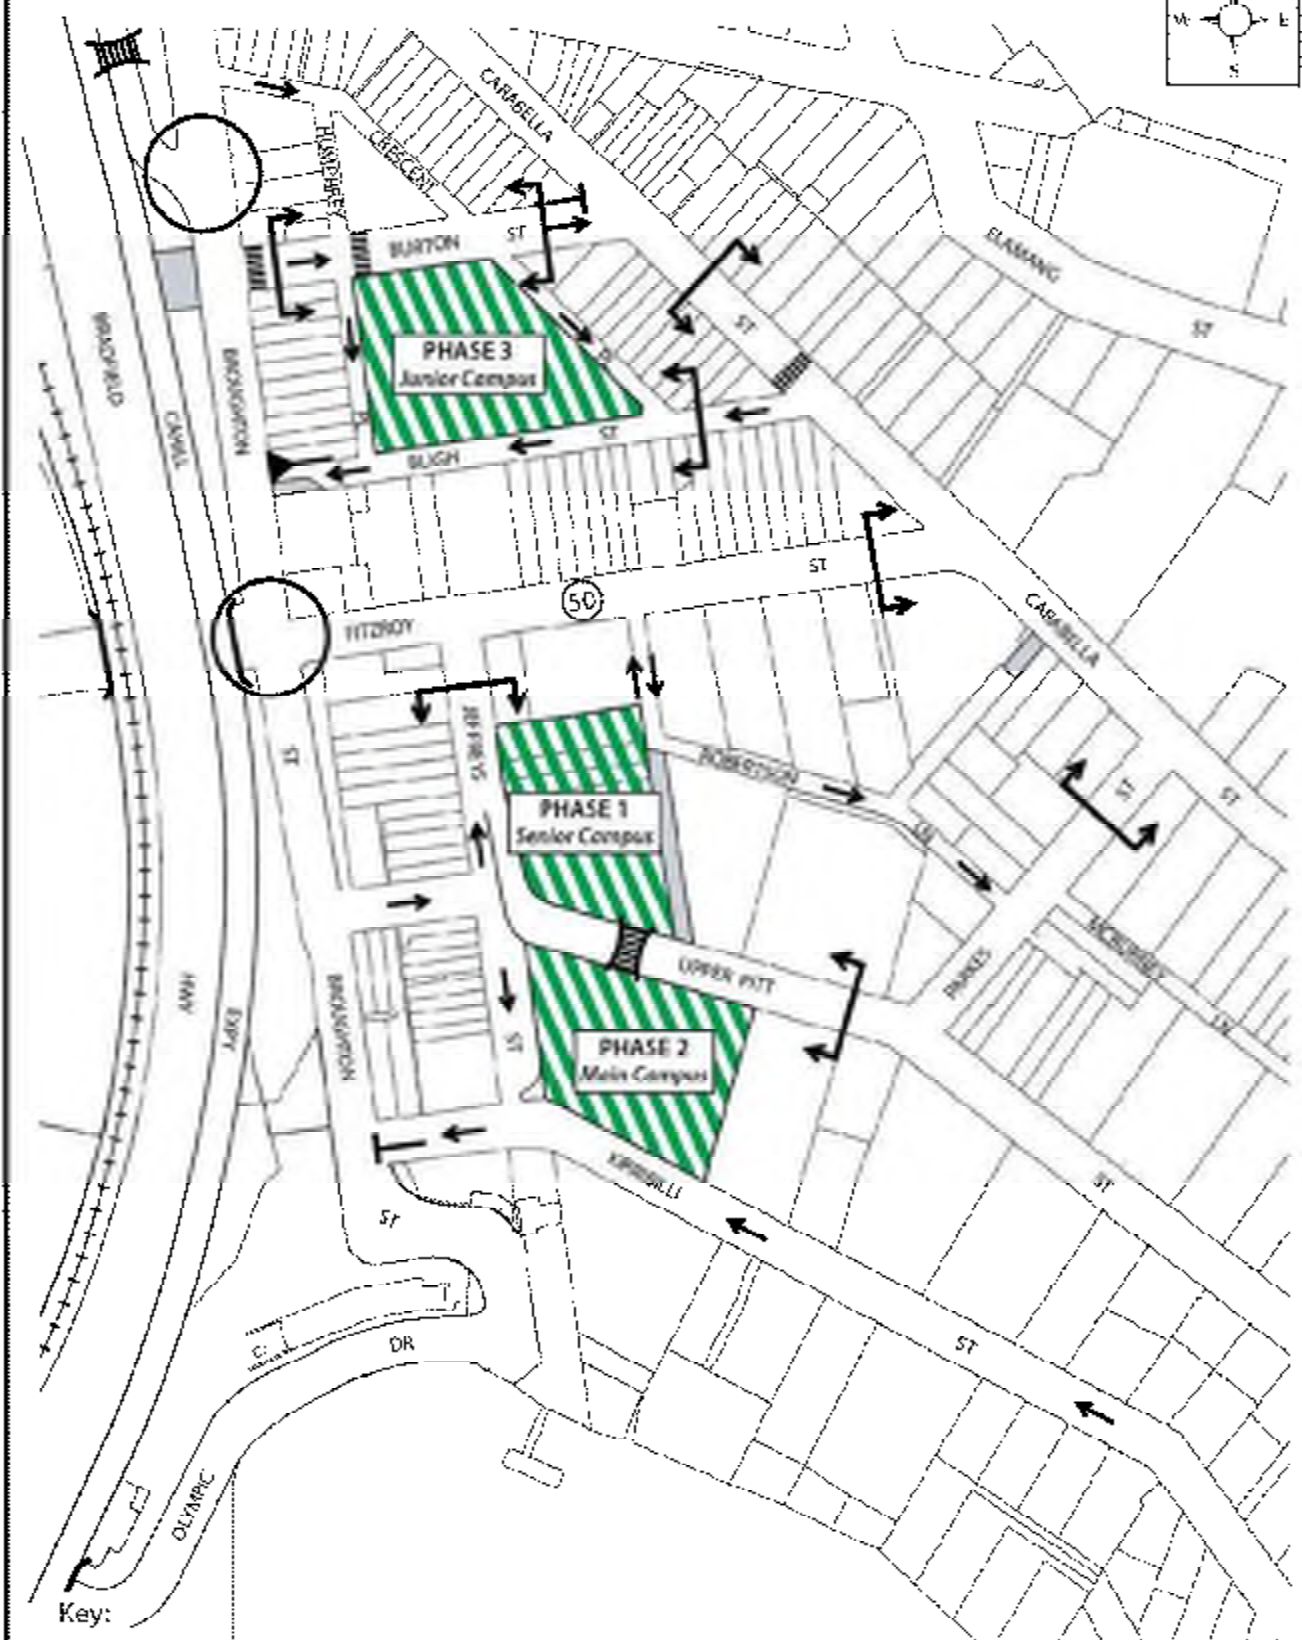 W
E
S
CARABELLA
CRESCENT
HUMPHREY
BURTON
ST
ELAMANG
ST
PHASE 3
Junior Campus
ST
BRADFIELD
CAHILL
BROUGHTON
ST
BLIGH
ST
50
FITZROY
CARABELLA
ST
JEFFREYS
ROBERTSON
ST
ST
PHASE 1
Senior Campus
LN
McBURNEY
UPPER PITT
PARKES
LN
HWY
EXPY
BROUGHTON
ST
PHASE 2
Main Campus
KIRRIBILLI
ST
ST
DR
ST
OLYMPIC
Key: